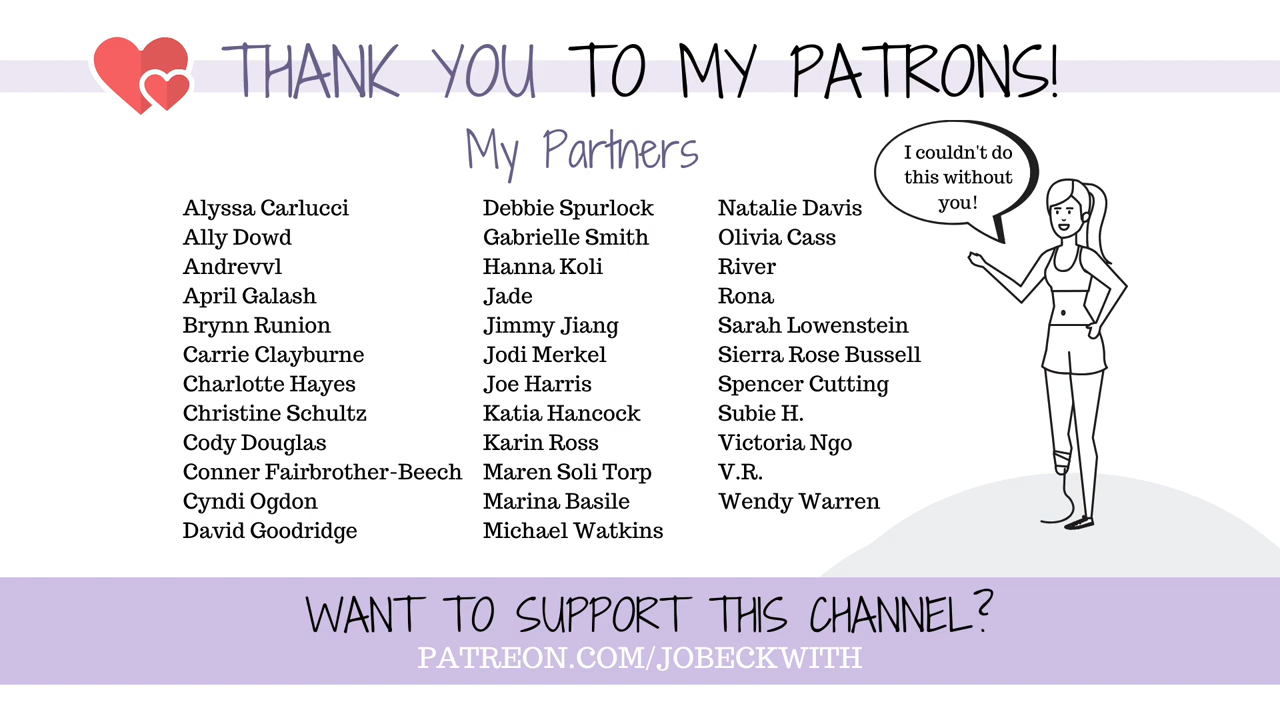 THANK YOU TO MY PATRONS!
My Partners
I couldn't do
this without
you!
Alyssa Carlucci
Ally Dowd
Andrevvl
April Galash
Brynn Runion
Carrie Clayburne
Charlotte Hayes
Christine Schultz
Cody Douglas
Conner Fairbrother-Beech
Cyndi Ogdon
David Goodridge
Debbie Spurlock
Gabrielle Smith
Hanna Koli
Jade
Jimmy Jiang
Jodi Merkel
Joe Harris
Katia Hancock
Karin Ross
Maren Soli Torp
Marina Basile
Michael Watkins
Natalie Davis
Olivia Cass
River
Rona
Sarah Lowenstein
Sierra Rose Bussell
Spencer Cutting
Subie H.
Victoria Ngo
V.R.
Wendy Warren
WANT TO SUPPORT THIS CHANNEL?
PATREON.COM/JOBECKWITH